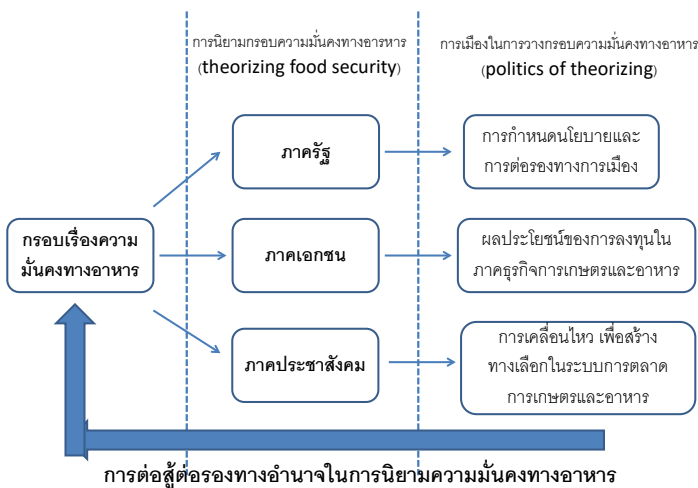 การนิยามกรอบความมั่นคงทางอารหาร
(theorizing food security)
การเมืองในการวางกรอบความมั่นคงทางอาหาร
(politics of theorizing)
กรอบเรื่องความ
มั่นคงทางอาหาร
ภาครัฐ
การกำหนดนโยบายและ
การต่อรองทางการเมือง
ภาคเอกชน
ผลประโยชน์ของการลงทุนใน
ภาคธุรกิจการเกษตรและอาหาร
ภาคประชาสังคม
การเคลื่อนไหว เพื่อสร้าง
ทางเลือกในระบบการตลาด
การเกษตรและอาหาร
การต่อสู้ต่อรองทางอำนาจในการนิยามความมั่นคงทางอาหาร